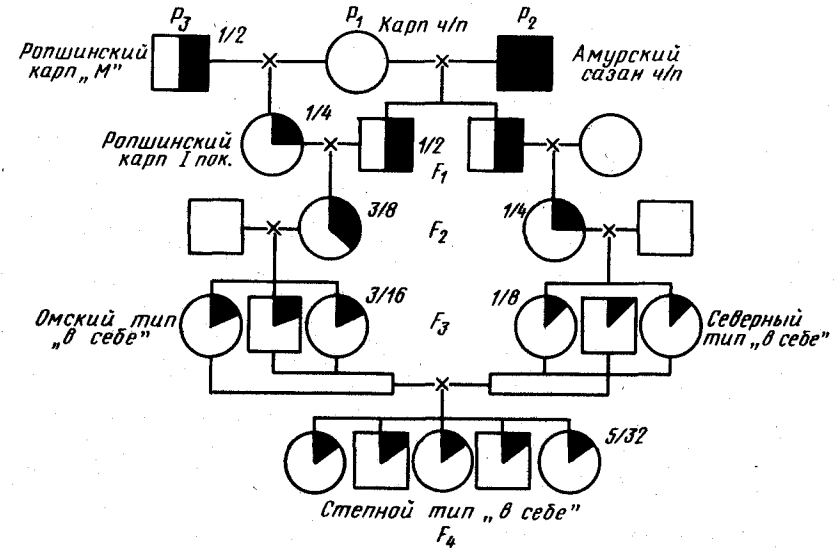 P₃
P₁
P₂
1/2
Карп ч/п
Ропшинский
карп „М"
Амурский
сазан ч/п
1/4
Ропшинский
карп I пок.
1/2
F₁
3/8
F₂
1/4
Омский тип
„в себе"
3/16
F₃
1/8
Северный
тип „в себе"
5/32
Степной тип „в себе"
F₄